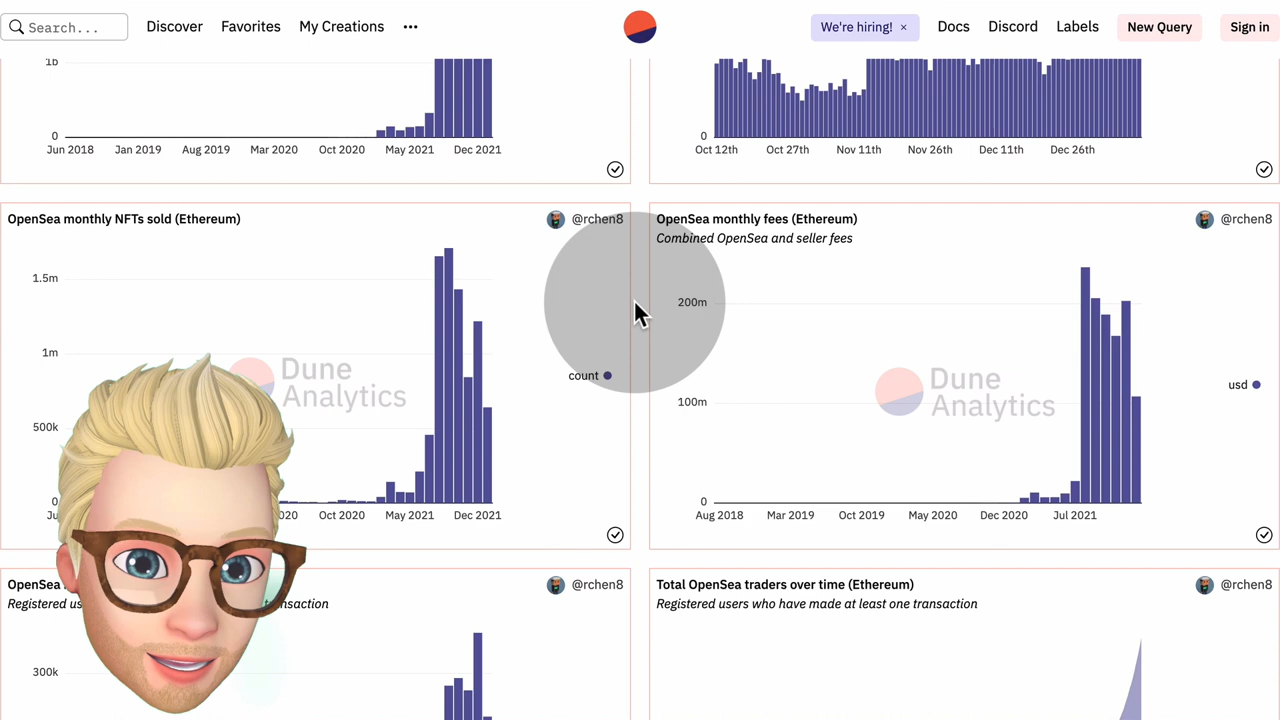 Search...
Discover
Favorites
My Creations
We're hiring! ×
Docs
Discord
Labels
New Query
Sign in
1b
0
Jun 2018 Jan 2019 Aug 2019 Mar 2020 Oct 2020 May 2021 Dec 2021
0
Oct 12th Oct 27th Nov 11th Nov 26th Dec 11th Dec 26th
OpenSea monthly NFTs sold (Ethereum)
@rchen8
1.5m
1m
500k
0
Dune
Analytics
count
Oct 2020 May 2021 Dec 2021
OpenSea monthly fees (Ethereum)
Combined OpenSea and seller fees
@rchen8
200m
100m
0
Dune
Analytics
usd
Aug 2018 Mar 2019 Oct 2019 May 2020 Dec 2020 Jul 2021
OpenSea
@rchen8
Registered
300k
Total OpenSea traders over time (Ethereum)
@rchen8
Registered users who have made at least one transaction